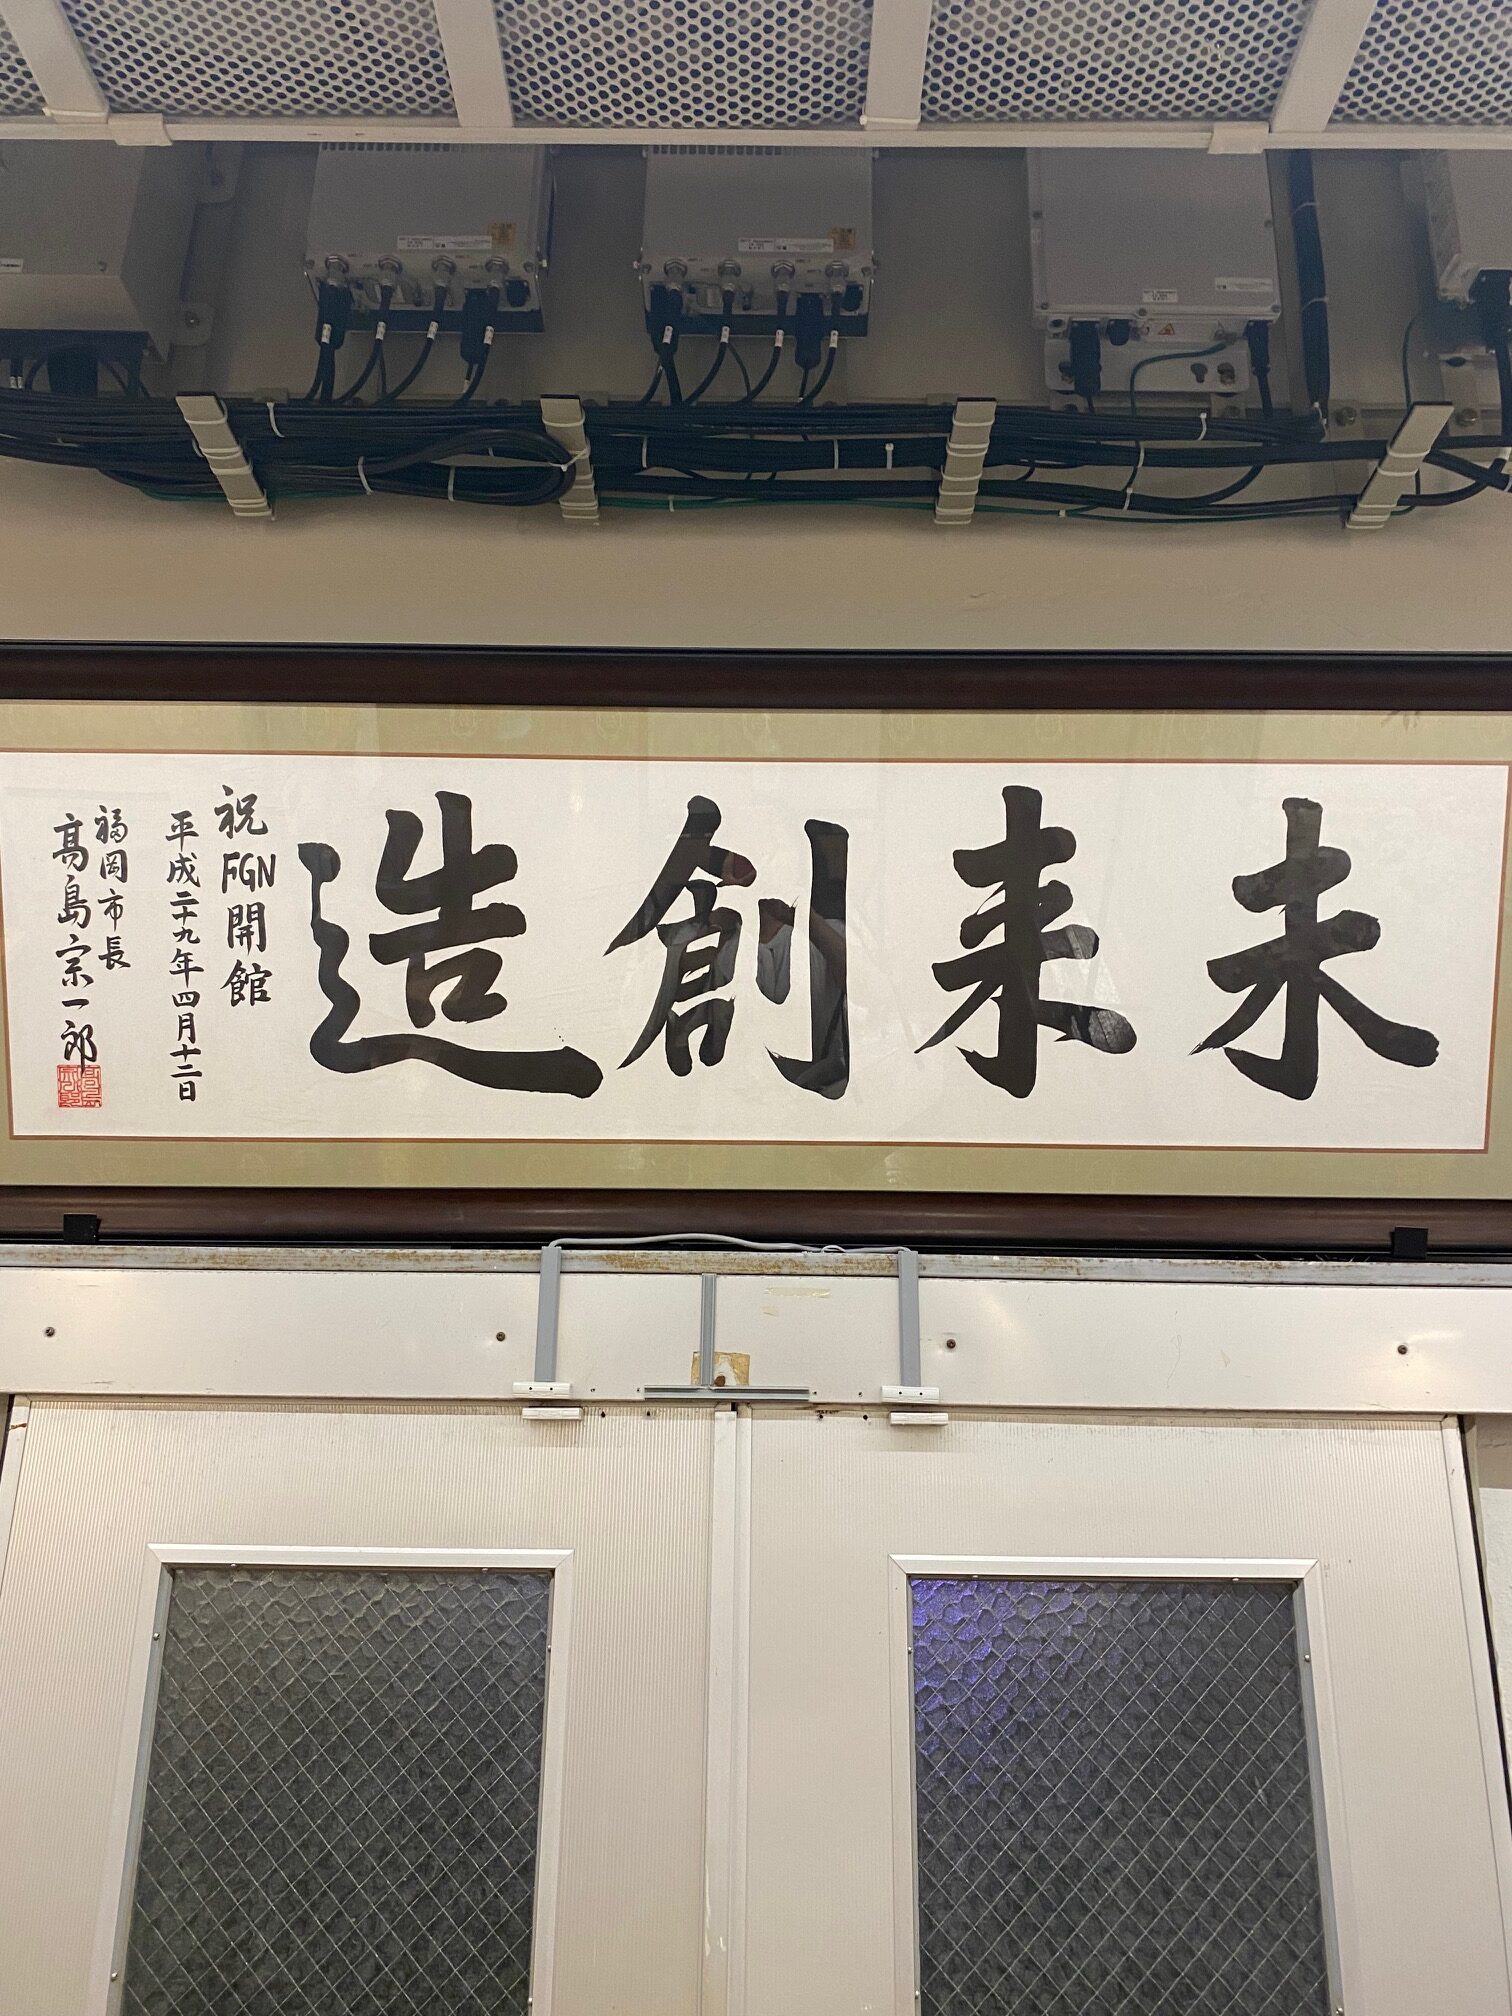 未来創造
祝FGN開館
平成二十九年四月十二日
福岡市長
髙島宗一郎